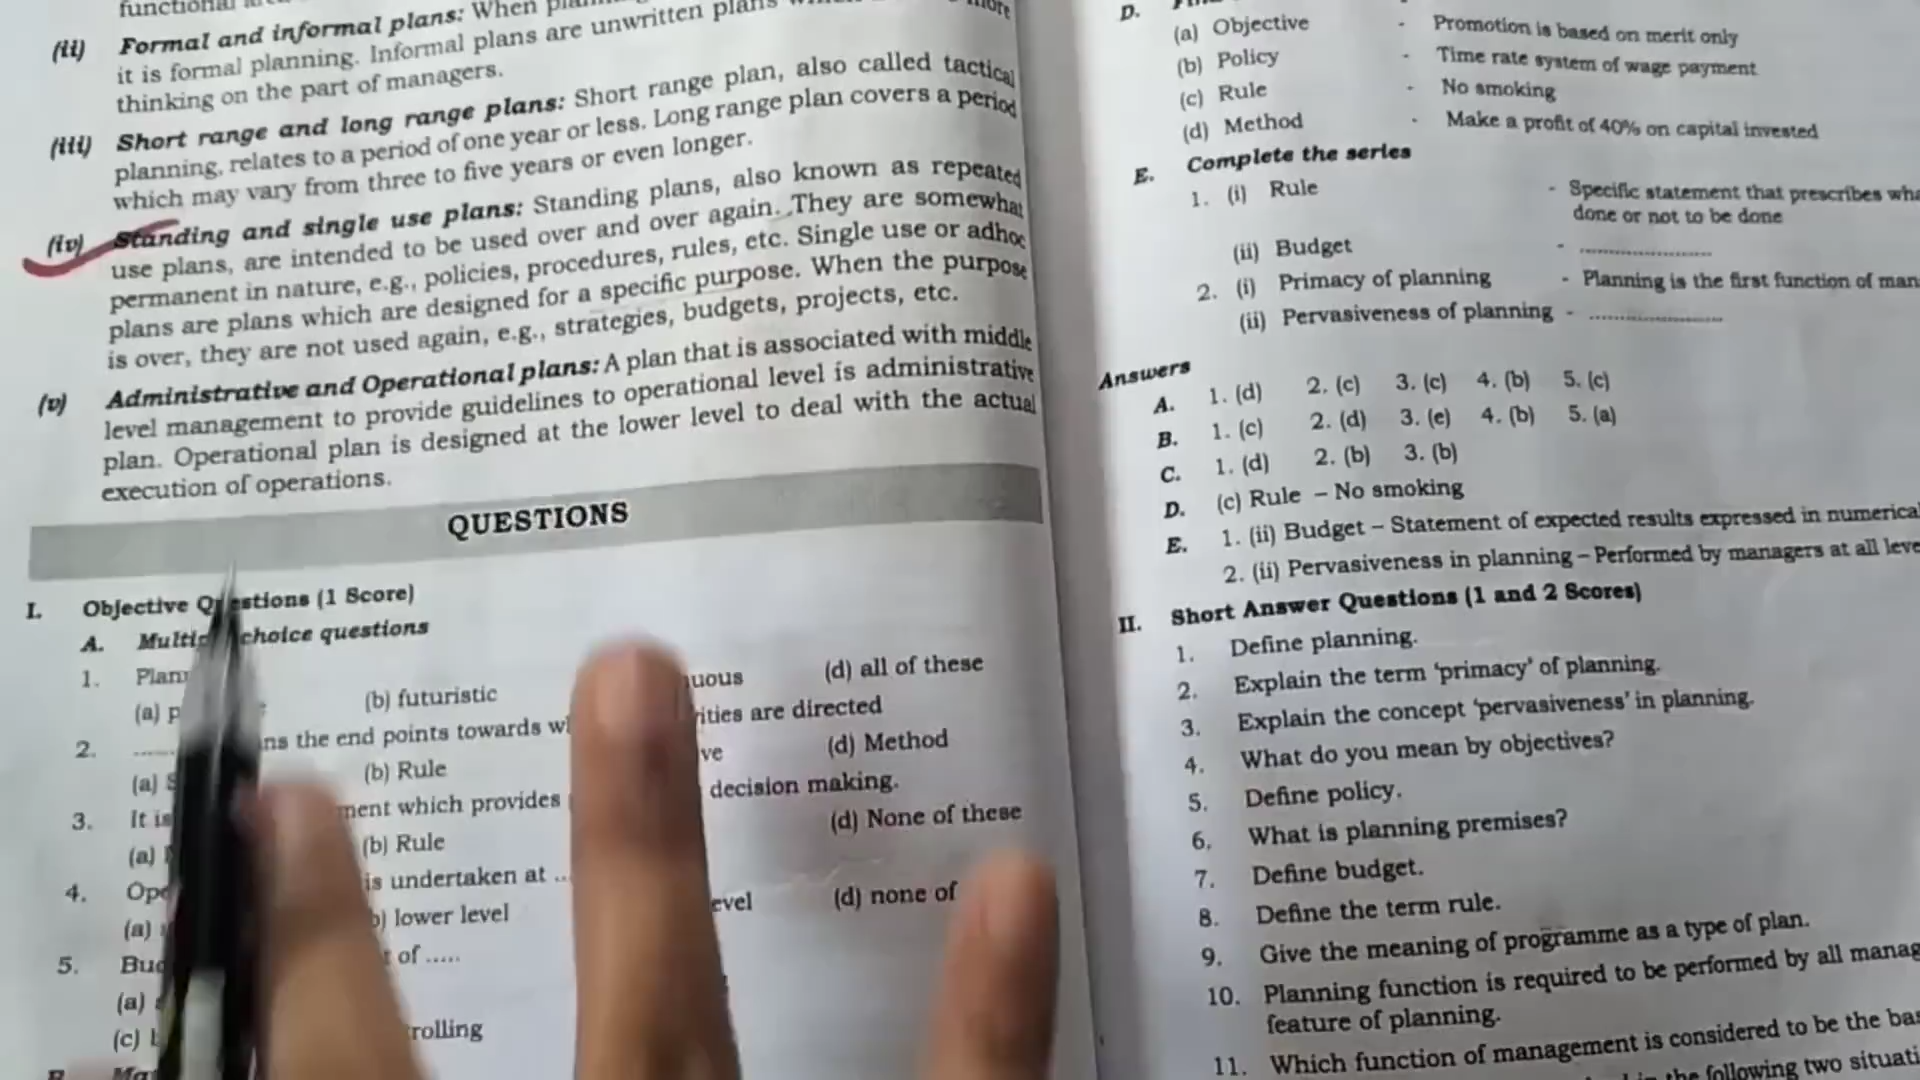 functional
(ii) Formal and informal plans: When
it is formal planning. Informal plans are unwritten plans more
thinking on the part of managers.
(iii) Short range and long range plans: Short range plan, also called tactical
planning, relates to a period of one year or less. Long range plan covers a period
which may vary from three to five years or even longer.
(iv) Standing and single use plans: Standing plans, also known as repeated
use plans, are intended to be used over and over again. They are somewhat
permanent in nature, e.g., policies, procedures, rules, etc. Single use or adhoc
plans are plans which are designed for a specific purpose. When the purpose
is over, they are not used again, e.g., strategies, budgets, projects, etc.
(v) Administrative and Operational plans: A plan that is associated with middle
level management to provide guidelines to operational level is administrative
plan. Operational plan is designed at the lower level to deal with the actual
execution of operations.
QUESTIONS
I. Objective Questions (1 Score)
A. choice questions
1.
(b) futuristic (d) all of these
2. the end points towards are directed
(b) Rule (d) Method
3. It is which provides decision making.
(b) Rule (d) None of these
4. is undertaken at
lower level (d) none of
5. of .....
(a)
(c)
D.
(a) Objective - Promotion is based on merit only
(b) Policy - Time rate system of wage payment
(c) Rule - No smoking
(d) Method - Make a profit of 40% on capital invested
E. Complete the series
1. (i) Rule - Specific statement that prescribes
done or not to be done
(ii) Budget - ......................
2. (i) Primacy of planning - Planning is the first function of
(ii) Pervasiveness of planning - ......................
Answers
A. 1. (d) 2. (c) 3. (c) 4. (b) 5. (c)
B. 1. (c) 2. (d) 3. (e) 4. (b) 5. (a)
C. 1. (d) 2. (b) 3. (b)
D. (c) Rule – No smoking
E. 1. (ii) Budget – Statement of expected results expressed in
2. (ii) Pervasiveness in planning – Performed by managers at all
II. Short Answer Questions (1 and 2 Scores)
1. Define planning.
2. Explain the term ‘primacy’ of planning.
3. Explain the concept ‘pervasiveness’ in planning.
4. What do you mean by objectives?
5. Define policy.
6. What is planning premises?
7. Define budget.
8. Define the term rule.
9. Give the meaning of programme as a type of plan.
10. Planning function is required to be performed by all
feature of planning.
11. Which function of management is considered to be the
the following two